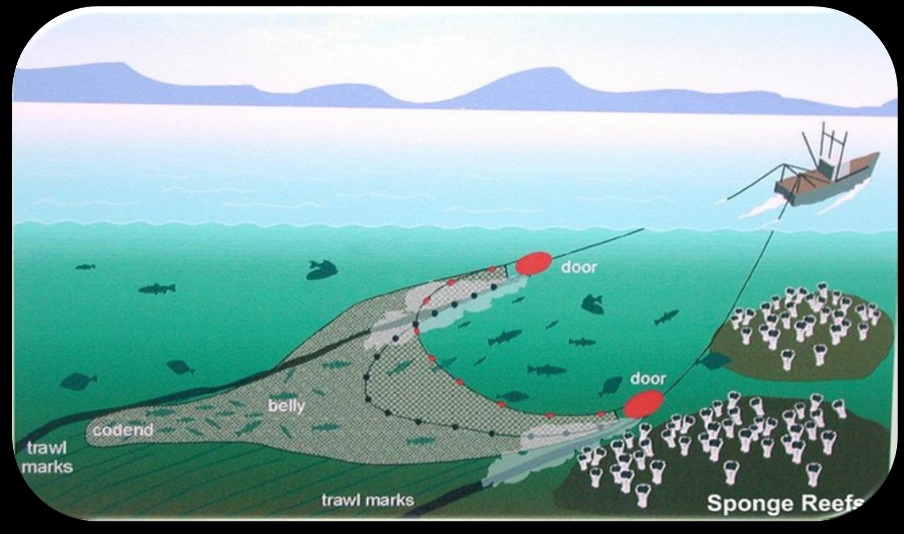 door
door
belly
codend
trawl
marks
trawl marks
Sponge Reefs